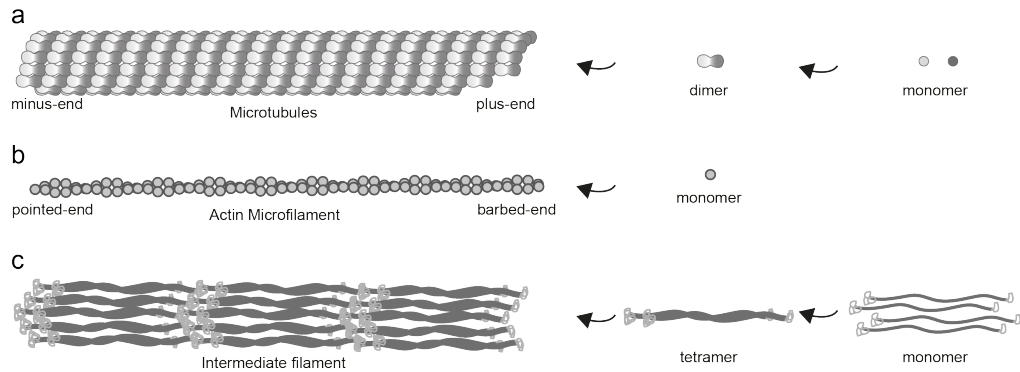 a
minus-end
Microtubules
plus-end
dimer
monomer
b
pointed-end
Actin Microfilament
barbed-end
monomer
c
Intermediate filament
tetramer
monomer